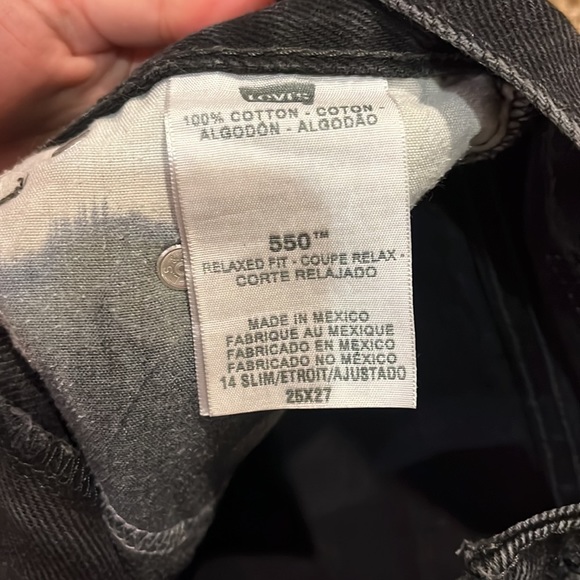 Levi's
100% COTTON - COTON -
ALGODÓN - ALGODÃO
550™
RELAXED FIT - COUPE RELAX -
CORTE RELAJADO
MADE IN MEXICO
FABRIQUE AU MEXIQUE
FABRICADO EN MÉXICO
FABRICADO NO MÉXICO
14 SLIM/ETROIT/AJUSTADO
25X27